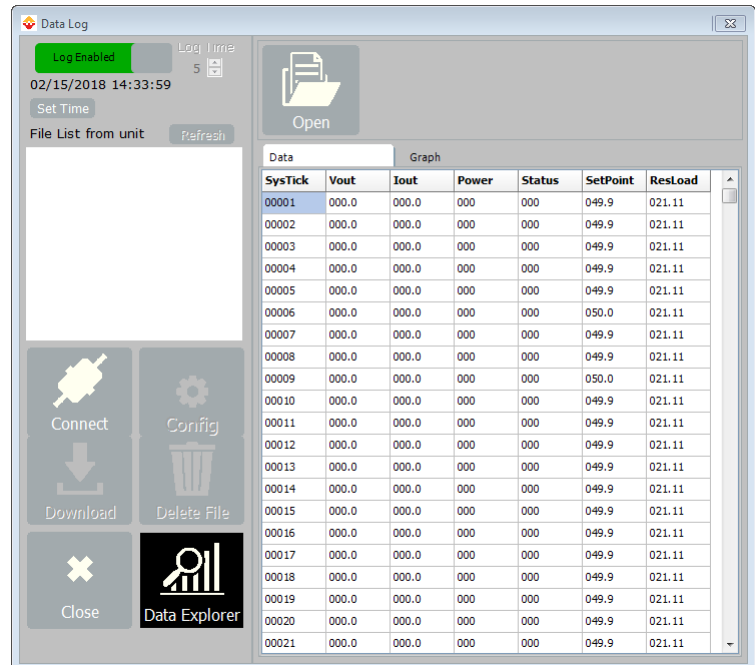 Data Log
Log Enabled
Log Time
5
02/15/2018 14:33:59
Set Time
File List from unit
Refresh
Connect
Config
Download
Delete File
Close
Data Explorer
Open
Data Graph
SysTick Vout Iout Power Status SetPoint ResLoad
00001 000.0 000.0 000 000 049.9 021.11
00002 000.0 000.0 000 000 049.9 021.11
00003 000.0 000.0 000 000 049.9 021.11
00004 000.0 000.0 000 000 049.9 021.11
00005 000.0 000.0 000 000 049.9 021.11
00006 000.0 000.0 000 000 050.0 021.11
00007 000.0 000.0 000 000 049.9 021.11
00008 000.0 000.0 000 000 049.9 021.11
00009 000.0 000.0 000 000 050.0 021.11
00010 000.0 000.0 000 000 049.9 021.11
00011 000.0 000.0 000 000 049.9 021.11
00012 000.0 000.0 000 000 049.9 021.11
00013 000.0 000.0 000 000 049.9 021.11
00014 000.0 000.0 000 000 049.9 021.11
00015 000.0 000.0 000 000 049.9 021.11
00016 000.0 000.0 000 000 049.9 021.11
00017 000.0 000.0 000 000 049.9 021.11
00018 000.0 000.0 000 000 049.9 021.11
00019 000.0 000.0 000 000 049.9 021.11
00020 000.0 000.0 000 000 049.9 021.11
00021 000.0 000.0 000 000 049.9 021.11